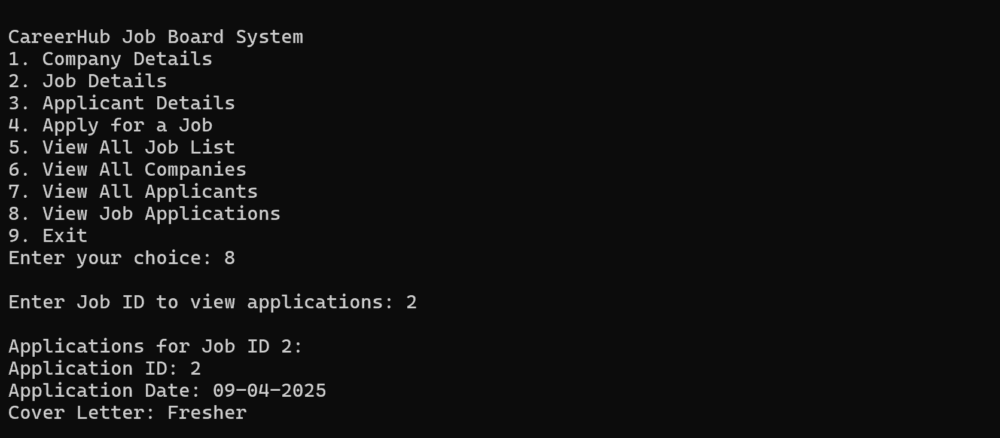 CareerHub Job Board System
1. Company Details
2. Job Details
3. Applicant Details
4. Apply for a Job
5. View All Job List
6. View All Companies
7. View All Applicants
8. View Job Applications
9. Exit
Enter your choice: 8
Enter Job ID to view applications: 2
Applications for Job ID 2:
Application ID: 2
Application Date: 09-04-2025
Cover Letter: Fresher